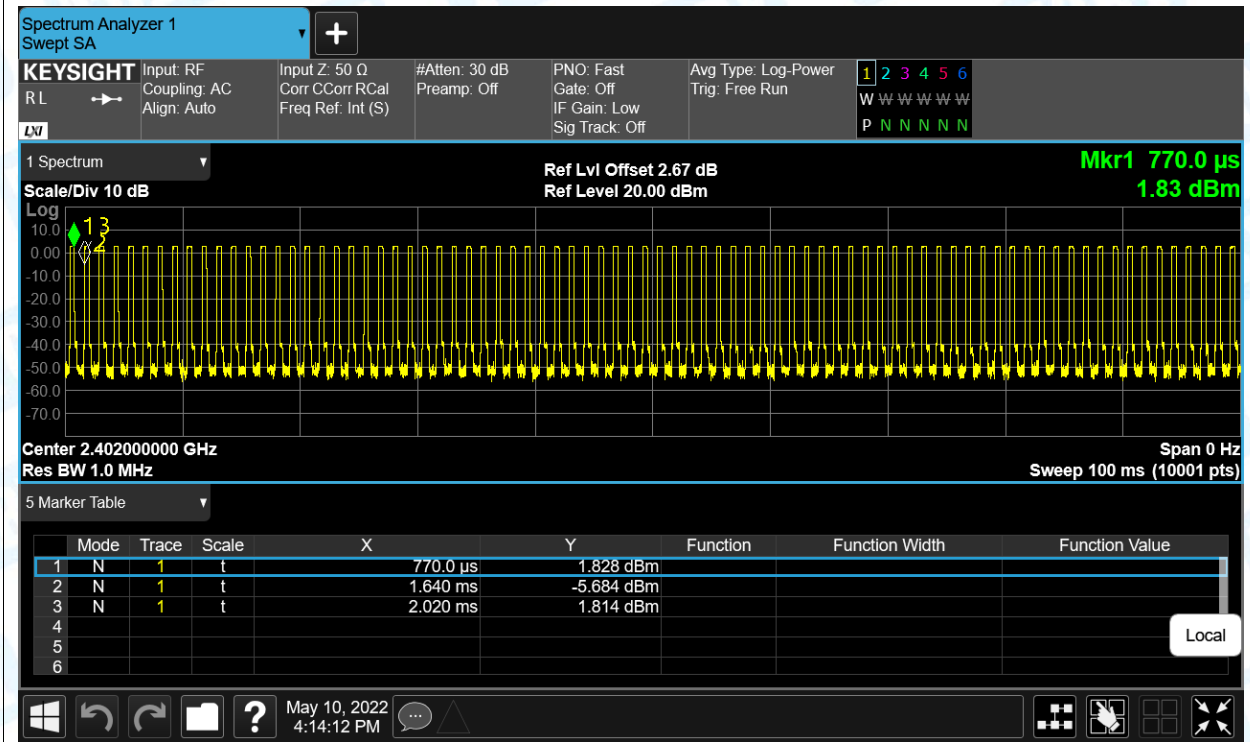 Spectrum Analyzer 1
Swept SA
KEYSIGHT Input: RF Input Z: 50 Ω #Atten: 30 dB PNO: Fast Avg Type: Log-Power 1 2 3 4 5 6
R L Coupling: AC Corr CCorr RCal Preamp: Off Gate: Off Trig: Free Run
Align: Auto Freq Ref: Int (S) IF Gain: Low W W W W W W
LXI Sig Track: Off P N N N N N
1 Spectrum Ref Lvl Offset 2.67 dB Mkr1 770.0 µs
Scale/Div 10 dB Ref Level 20.00 dBm 1.83 dBm
Log
1 3
10.0
2
0.00
-10.0
-20.0
-30.0
-40.0
-50.0
-60.0
-70.0
Center 2.402000000 GHz Span 0 Hz
Res BW 1.0 MHz Sweep 100 ms (10001 pts)
5 Marker Table
Mode Trace Scale X Y Function Function Width Function Value
1 N 1 t 770.0 µs 1.828 dBm
2 N 1 t 1.640 ms -5.684 dBm
3 N 1 t 2.020 ms 1.814 dBm
4
5
6
Local
? May 10, 2022
4:14:12 PM